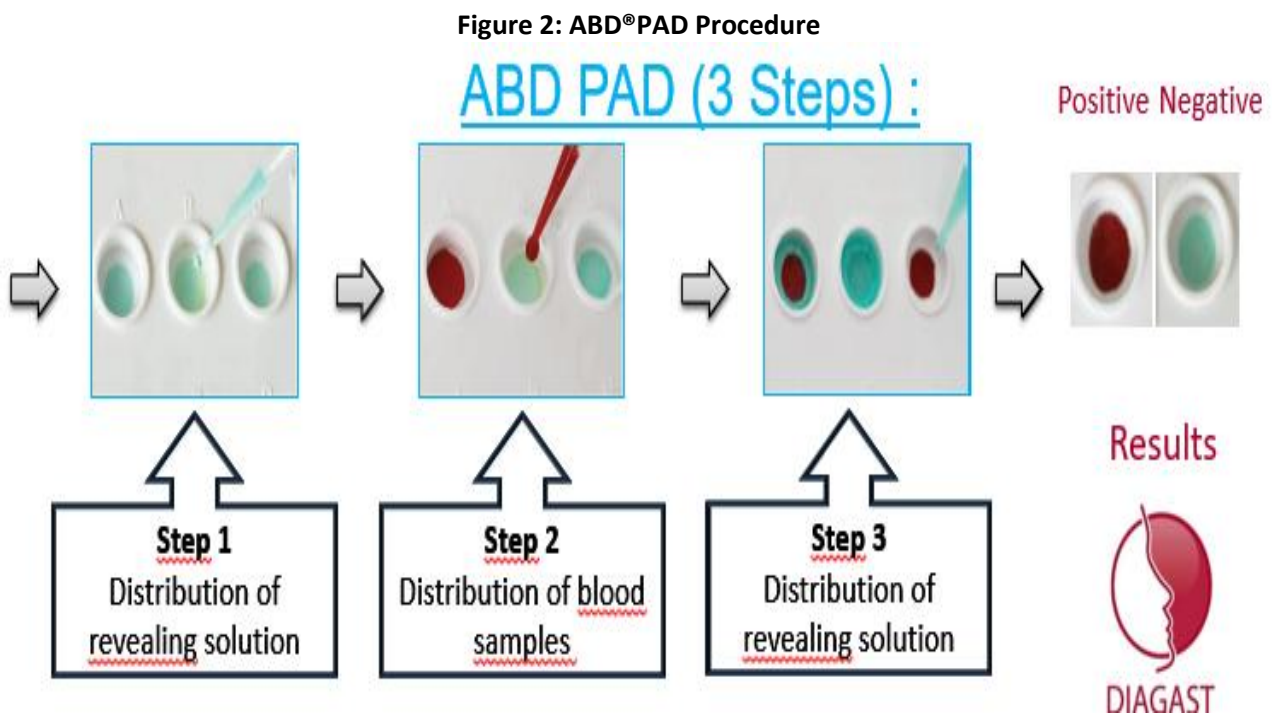 Figure 2: ABD®PAD Procedure
ABD PAD (3 Steps) :
Positive Negative
Step 1
Distribution of
revealing solution
Step 2
Distribution of blood
samples
Step 3
Distribution of
revealing solution
Results
DIAGAST